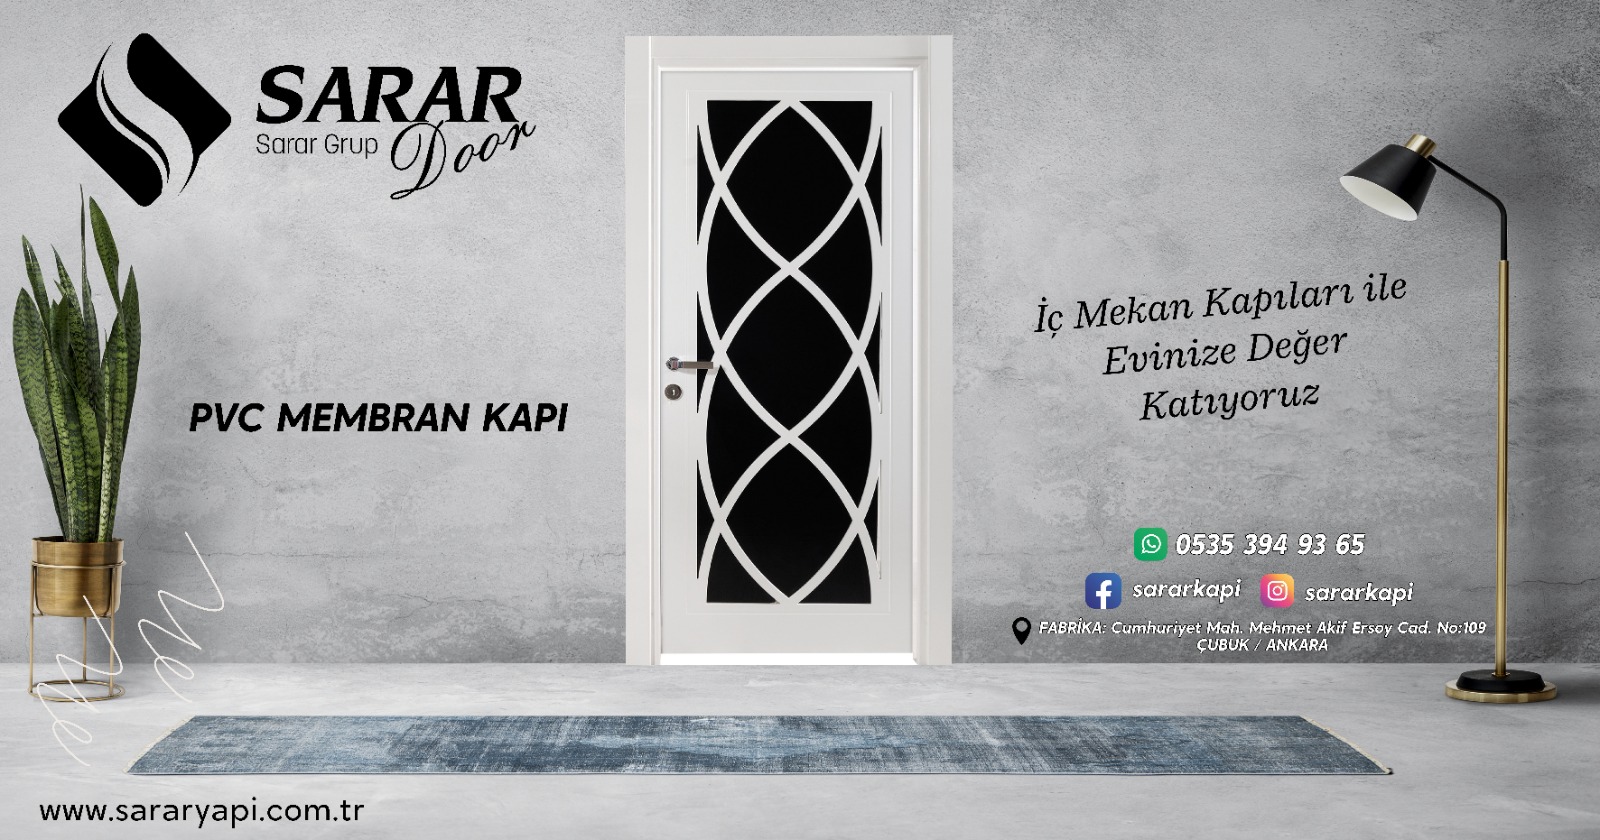 SARAR
Sarar Grup Door
PVC MEMBRAN KAPI
İç Mekan Kapıları ile
Evinize Değer
Katıyoruz
0535 394 93 65
sararkapi sararkapi
FABRİKA: Cumhuriyet Mah. Mehmet Akif Ersoy Cad. No:109
ÇUBUK / ANKARA
www.sararyapi.com.tr